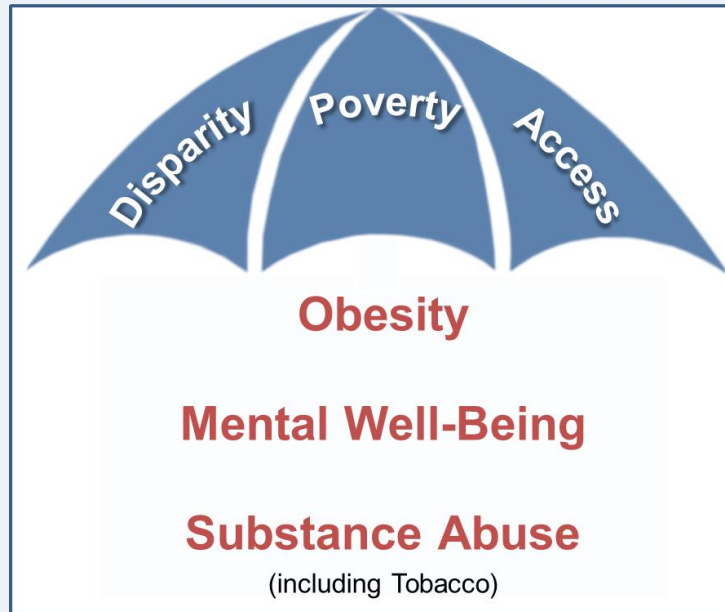 Disparity
Poverty
Access
Obesity
Mental Well-Being
Substance Abuse
(including Tobacco)